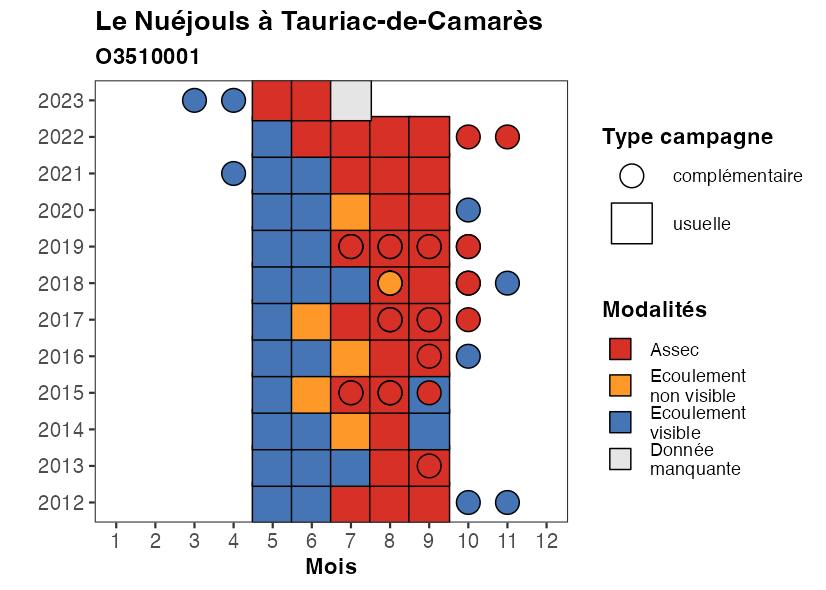 Le Nuéjouls à Tauriac-de-Camarès
O3510001
2023
2022
2021
2020
2019
2018
2017
2016
2015
2014
2013
2012
1 2 3 4 5 6 7 8 9 10 11 12
Mois
Type campagne
complémentaire
usuelle
Modalités
Assec
Ecoulement
non visible
Ecoulement
visible
Donnée
manquante